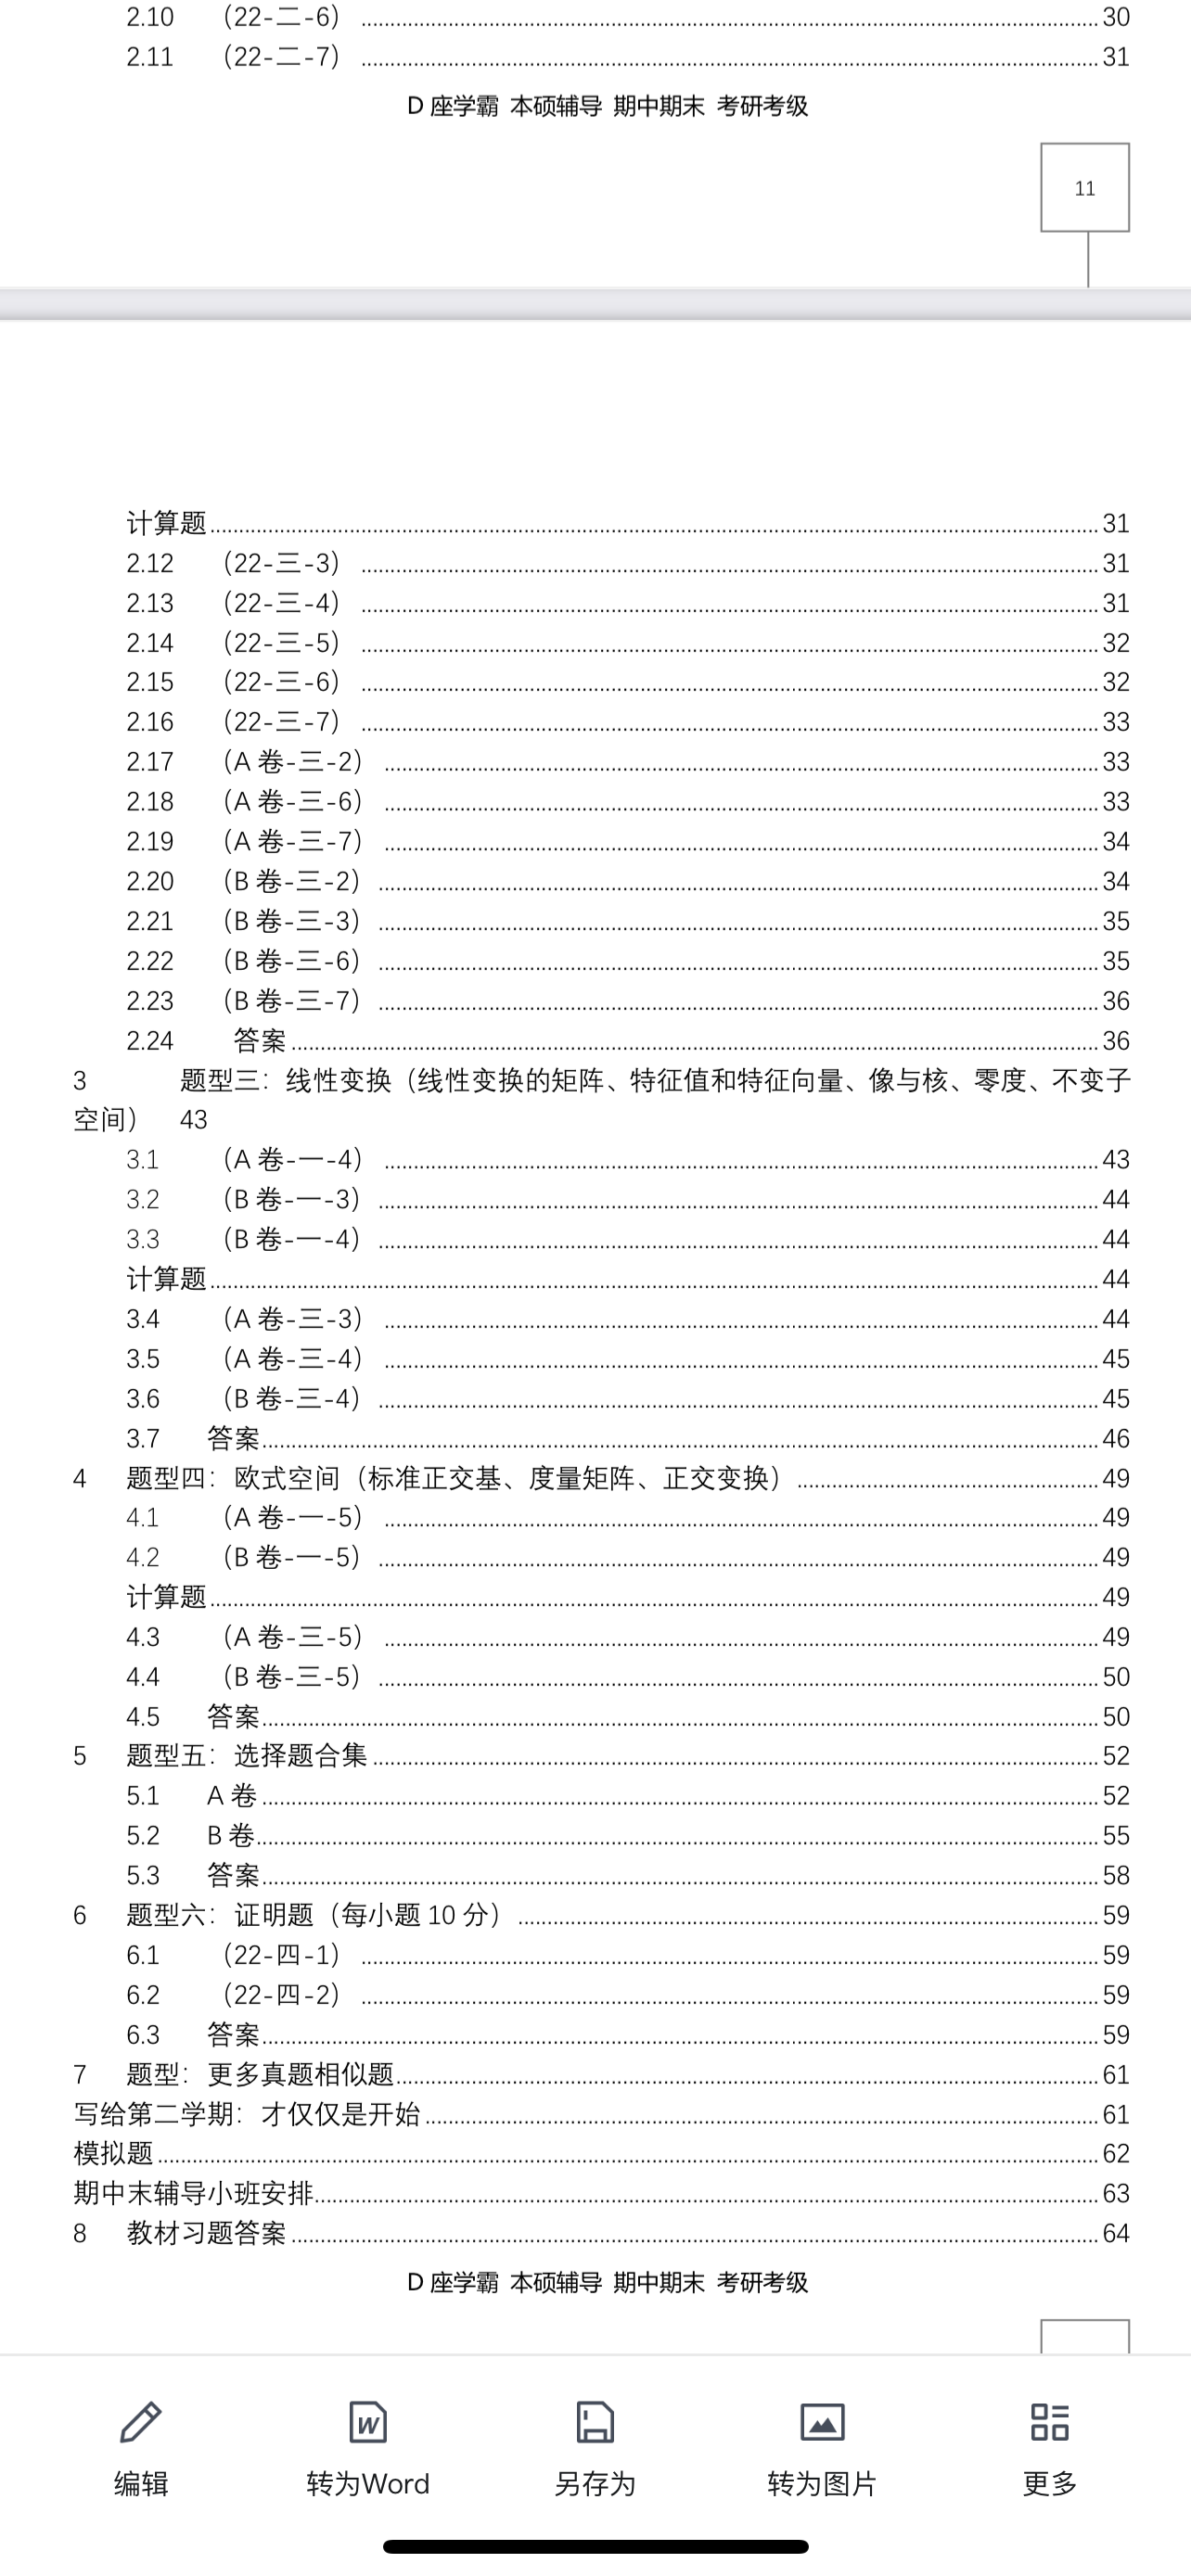 2.10 （22-二-6） 30
2.11 （22-二-7） 31
D 座学霸 本硕辅导 期中期末 考研考级
11
计算题 31
2.12 （22-三-3） 31
2.13 （22-三-4） 31
2.14 （22-三-5） 32
2.15 （22-三-6） 32
2.16 （22-三-7） 33
2.17 （A 卷-三-2） 33
2.18 （A 卷-三-6） 33
2.19 （A 卷-三-7） 34
2.20 （B 卷-三-2） 34
2.21 （B 卷-三-3） 35
2.22 （B 卷-三-6） 35
2.23 （B 卷-三-7） 36
2.24 答案 36
3 题型三：线性变换（线性变换的矩阵、特征值和特征向量、像与核、零度、不变子
空间） 43
3.1 （A 卷-一-4） 43
3.2 （B 卷-一-3） 44
3.3 （B 卷-一-4） 44
计算题 44
3.4 （A 卷-三-3） 44
3.5 （A 卷-三-4） 45
3.6 （B 卷-三-4） 45
3.7 答案 46
4 题型四：欧式空间（标准正交基、度量矩阵、正交变换） 49
4.1 （A 卷-一-5） 49
4.2 （B 卷-一-5） 49
计算题 49
4.3 （A 卷-三-5） 49
4.4 （B 卷-三-5） 50
4.5 答案 50
5 题型五：选择题合集 52
5.1 A 卷 52
5.2 B 卷 55
5.3 答案 58
6 题型六：证明题（每小题 10 分） 59
6.1 （22-四-1） 59
6.2 （22-四-2） 59
6.3 答案 59
7 题型：更多真题相似题 61
写给第二学期：才仅仅是开始 61
模拟题 62
期中末辅导小班安排 63
8 教材习题答案 64
D 座学霸 本硕辅导 期中期末 考研考级
编辑 转为Word 另存为 转为图片 更多